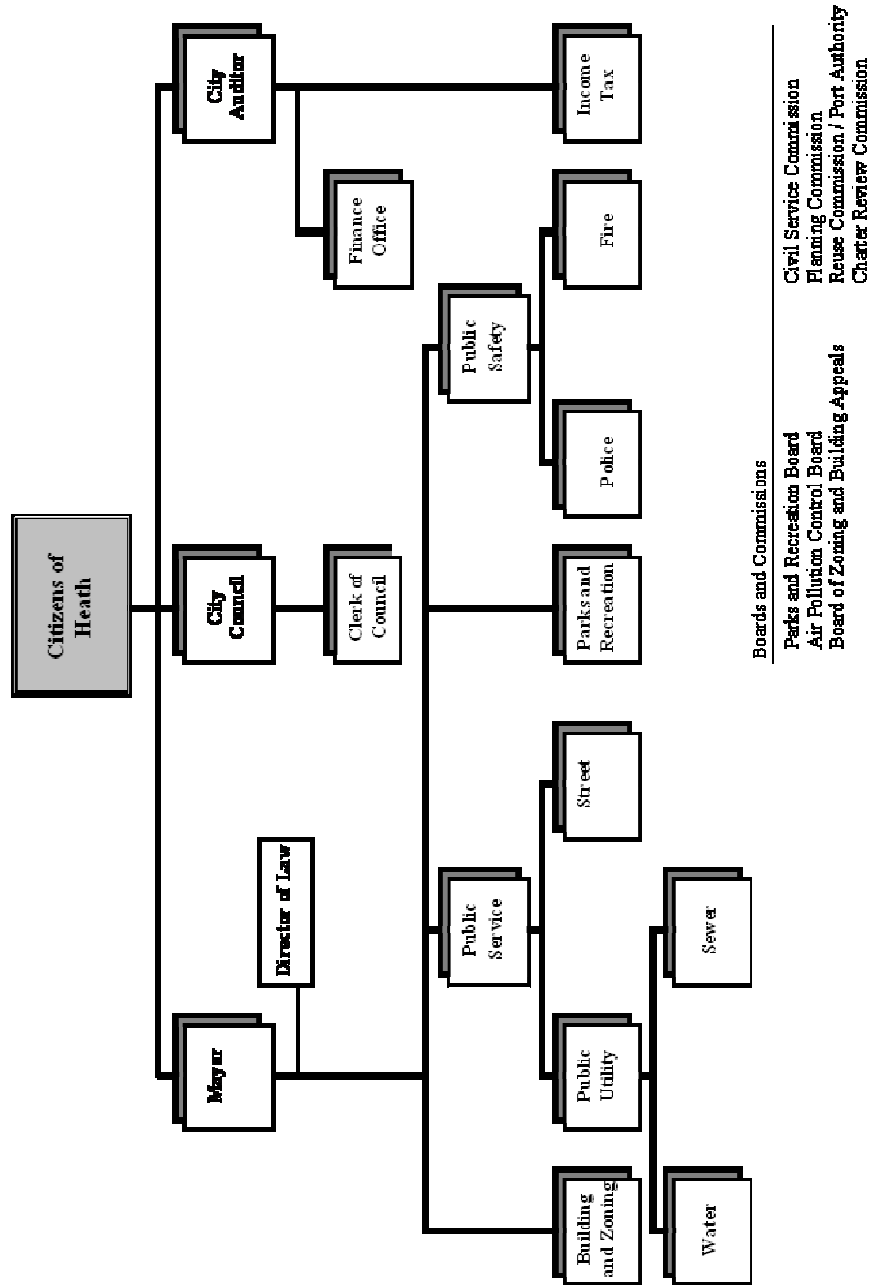 Citizens of
Heath
Mayor
City
Council
City
Auditor
Director of Law
Clerk of
Council
Finance
Office
Public
Service
Public
Safety
Building
and Zoning
Public
Utility
Street
Parks and
Recreation
Police
Fire
Income
Tax
Water
Sewer
Boards and Commissions
Parks and Recreation Board
Air Pollution Control Board
Board of Zoning and Building Appeals
Civil Service Commission
Planning Commission
Reuse Commission / Port Authority
Charter Review Commission